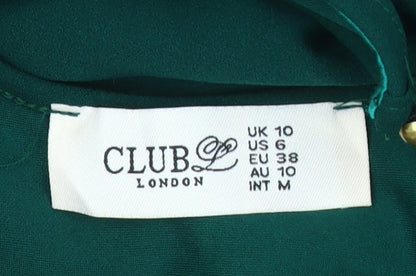 CLUB L
LONDON
UK 10
US 6
EU 38
AU 10
INT M